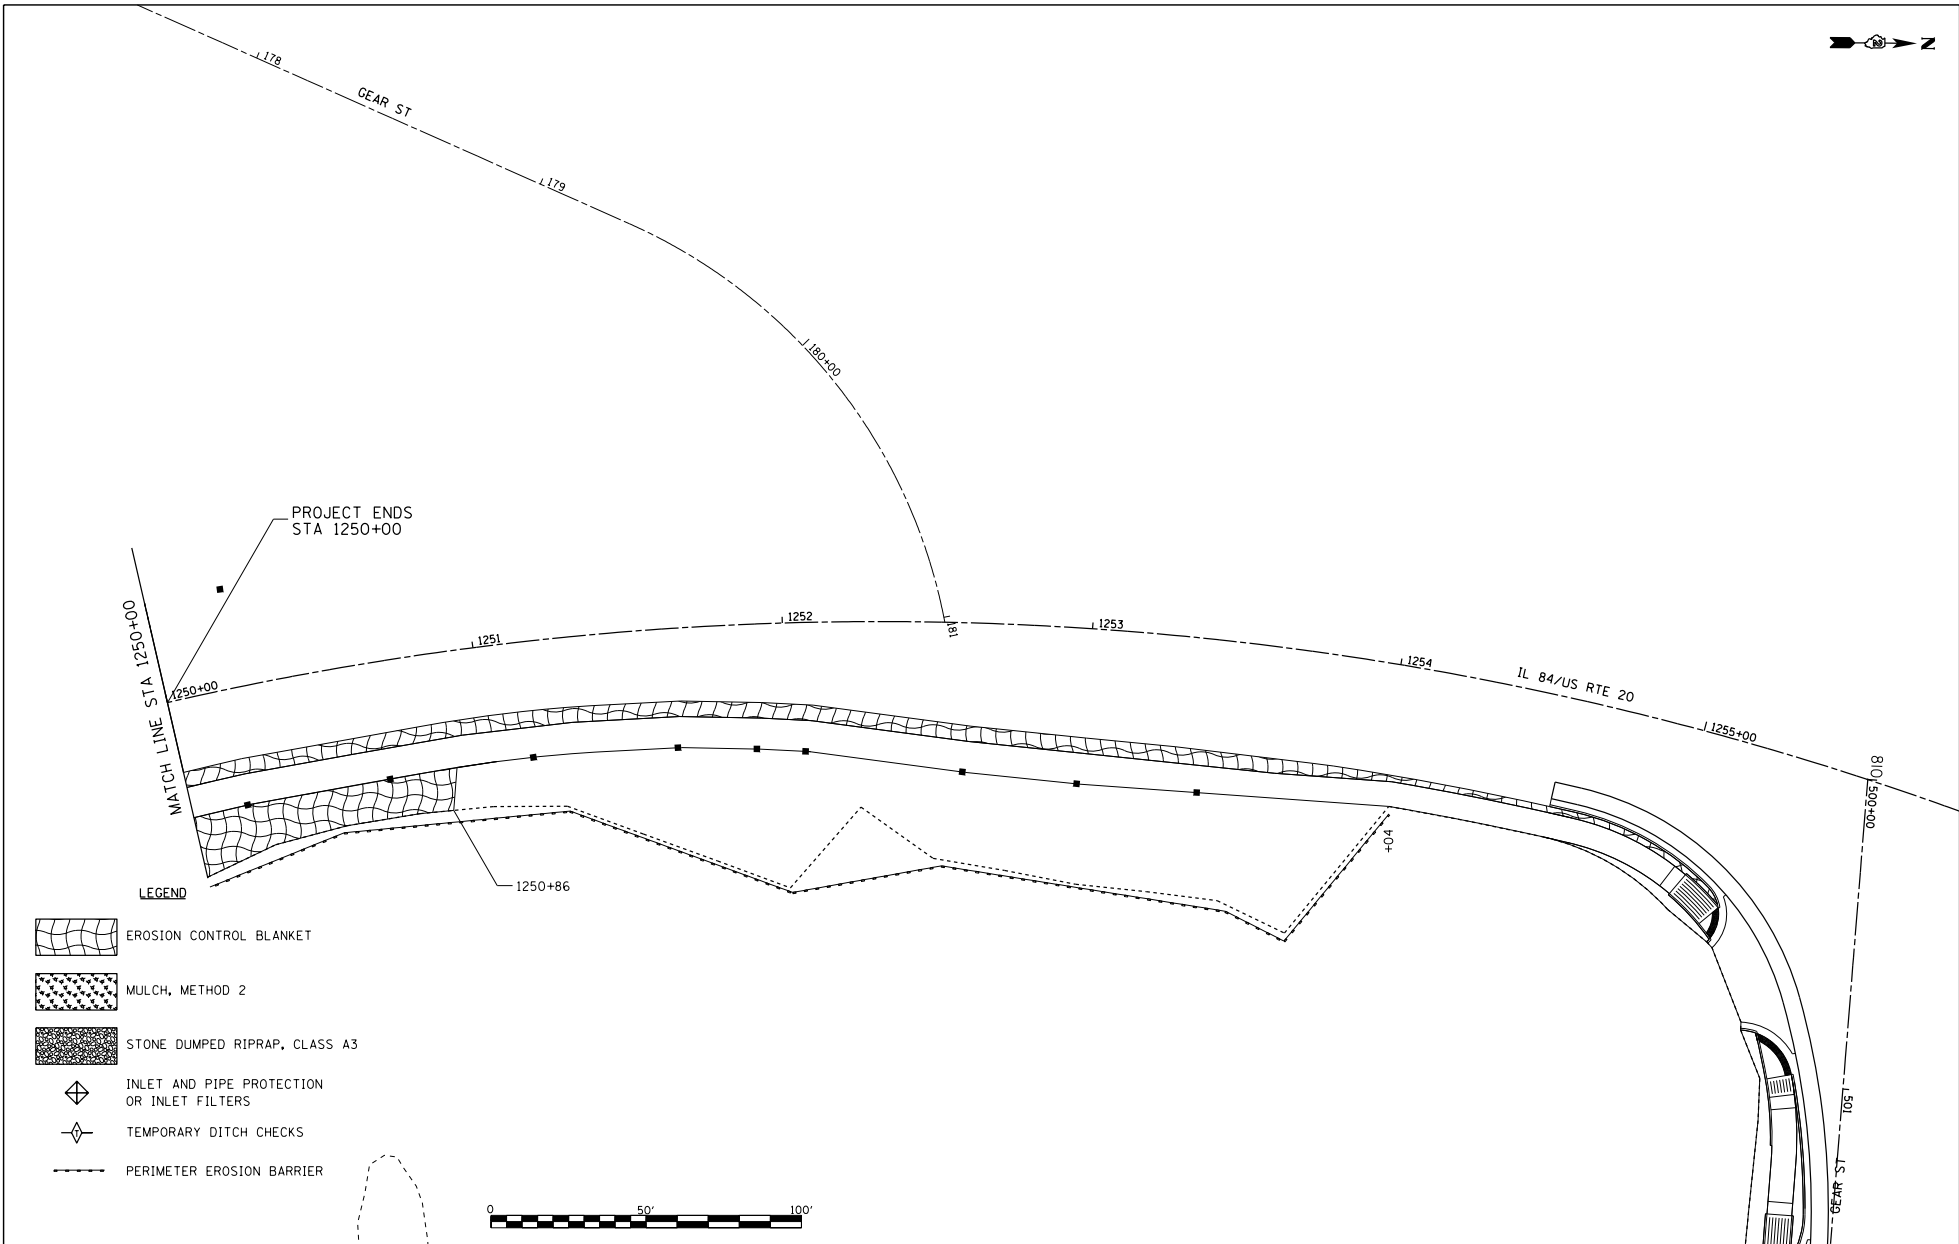 178
N
GEAR ST
179
180+00
PROJECT ENDS
STA 1250+00
MATCH LINE STA 1250+00
1250+00
1251
1252
181
1253
1254
IL 84/US RTE 20
1255+00
810
500+00
+04
1250+86
LEGEND
EROSION CONTROL BLANKET
MULCH, METHOD 2
STONE DUMPED RIPRAP, CLASS A3
INLET AND PIPE PROTECTION
OR INLET FILTERS
T
TEMPORARY DITCH CHECKS
PERIMETER EROSION BARRIER
501
GEAR ST
0 50' 100'